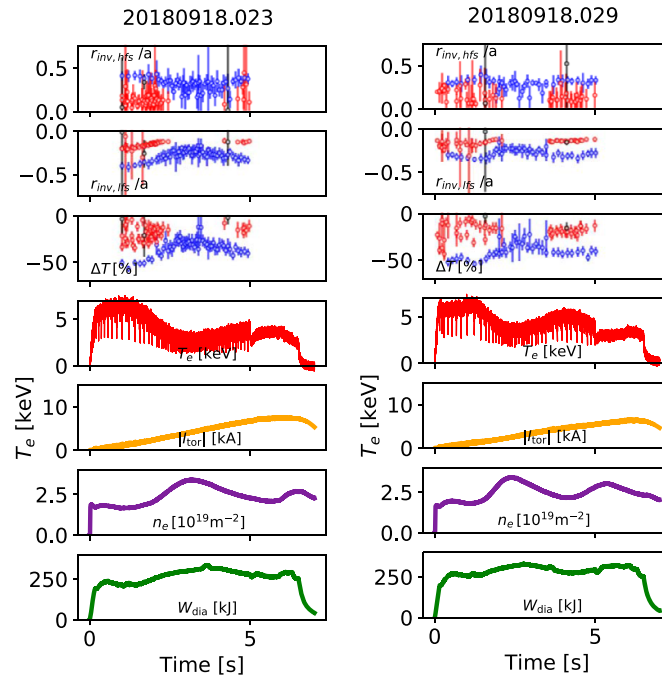 20180918.023
r_inv,hfs /a
0.5
0.0
0.0
−0.5
r_inv,lfs /a
0
−50
ΔT [%]
5
0
T_e [keV]
10
0
|I_tor| [kA]
2.5
0.0
n_e [10^19 m^−2]
250
0
W_dia [kJ]
0
5
Time [s]
T_e [keV]
20180918.029
r_inv,hfs /a
0.5
0.0
0.0
−0.5
r_inv,lfs /a
0
−50
ΔT [%]
5
0
T_e [keV]
10
0
|I_tor| [kA]
2.5
0.0
n_e [10^19 m^−2]
250
0
W_dia [kJ]
0
5
Time [s]
T_e [keV]